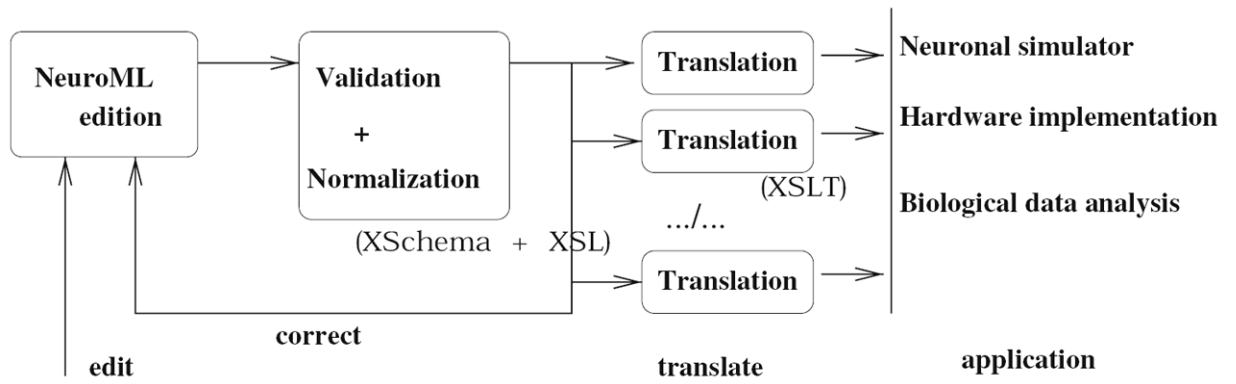 NeuroML
edition
Validation
+
Normalization
(XSchema + XSL)
Translation
Translation
(XSLT)
.../...
Translation
Neuronal simulator
Hardware implementation
Biological data analysis
correct
edit
translate
application